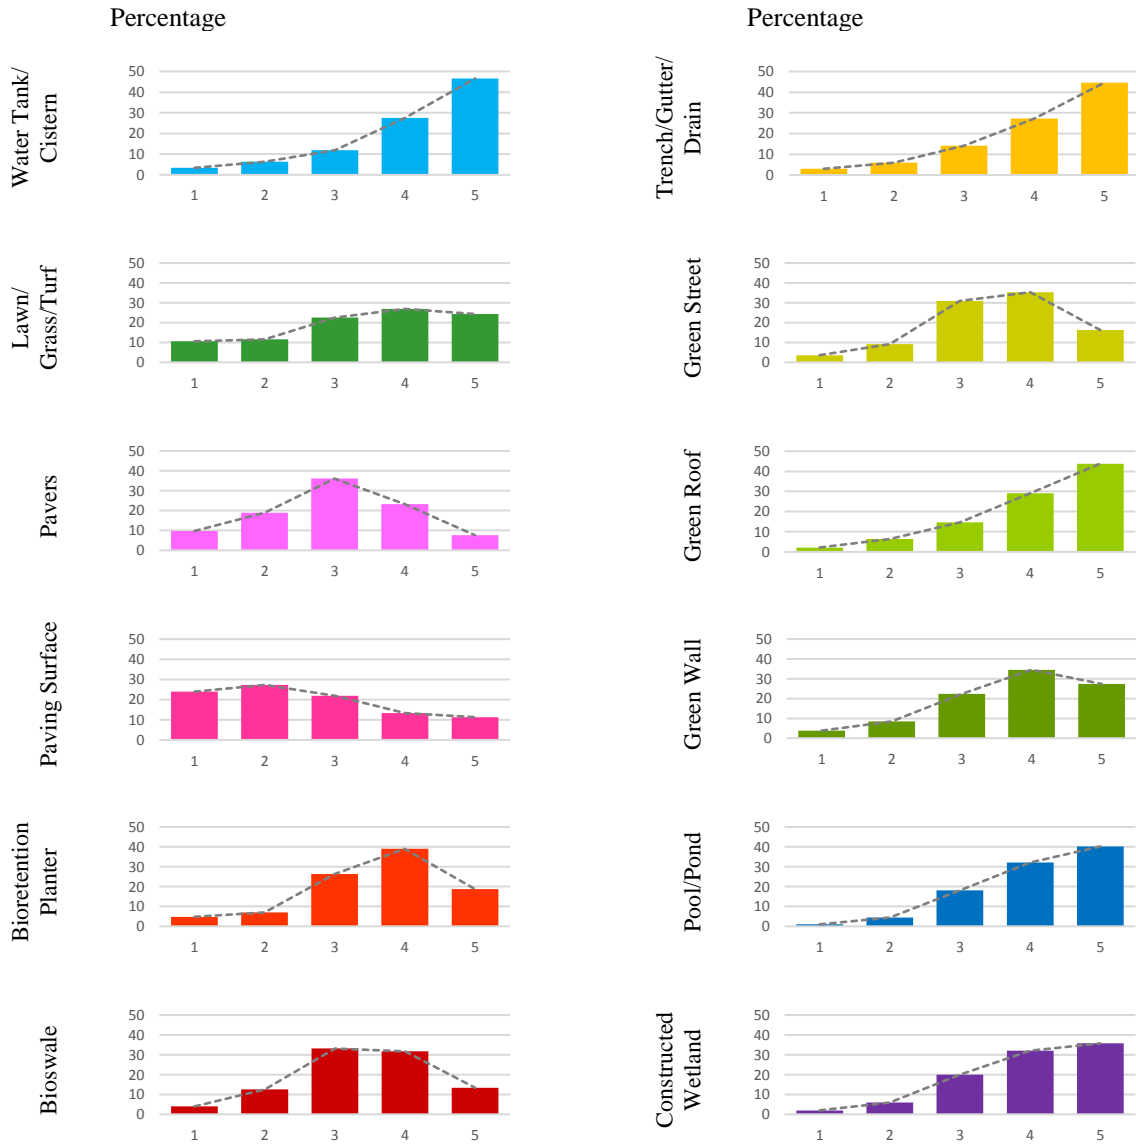 Percentage
Percentage
Water Tank/
Cistern
50
40
30
20
10
0
1 2 3 4 5
Trench/Gutter/
Drain
50
40
30
20
10
0
1 2 3 4 5
Lawn/
Grass/Turf
50
40
30
20
10
0
1 2 3 4 5
Green Street
50
40
30
20
10
0
1 2 3 4 5
Pavers
50
40
30
20
10
0
1 2 3 4 5
Green Roof
50
40
30
20
10
0
1 2 3 4 5
Paving Surface
50
40
30
20
10
0
1 2 3 4 5
Green Wall
50
40
30
20
10
0
1 2 3 4 5
Bioretention
Planter
50
40
30
20
10
0
1 2 3 4 5
Pool/Pond
50
40
30
20
10
0
1 2 3 4 5
Bioswale
50
40
30
20
10
0
1 2 3 4 5
Constructed
Wetland
50
40
30
20
10
0
1 2 3 4 5